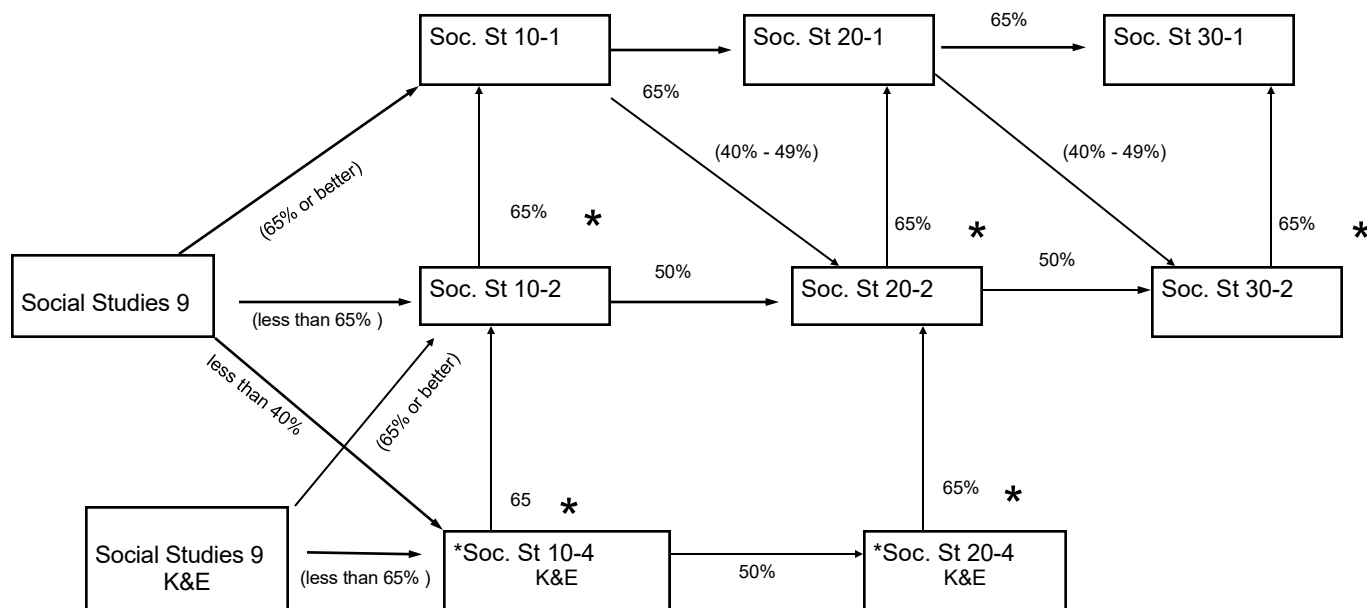 Soc. St 10-1
Soc. St 20-1
65%
Soc. St 30-1
65%
(40% - 49%)
(40% - 49%)
(65% or better)
65%
*
65%
*
65%
*
Social Studies 9
(less than 65% )
Soc. St 10-2
50%
Soc. St 20-2
50%
Soc. St 30-2
less than 40%
(65% or better)
65
*
65%
*
Social Studies 9
K&E
(less than 65% )
*Soc. St 10-4
K&E
50%
*Soc. St 20-4
K&E